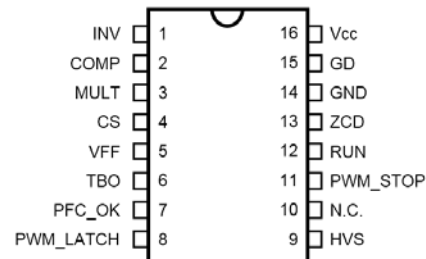 INV 1 16 Vcc
COMP 2 15 GD
MULT 3 14 GND
CS 4 13 ZCD
VFF 5 12 RUN
TBO 6 11 PWM_STOP
PFC_OK 7 10 N.C.
PWM_LATCH 8 9 HVS